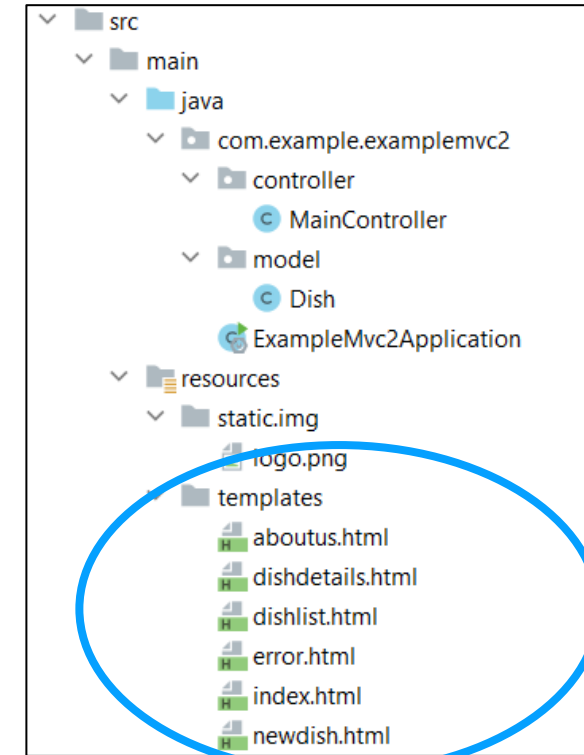 src
main
java
com.example.examplemvc2
controller
MainController
model
Dish
ExampleMvc2Application
resources
static.img
logo.png
templates
aboutus.html
dishdetails.html
dishlist.html
error.html
index.html
newdish.html